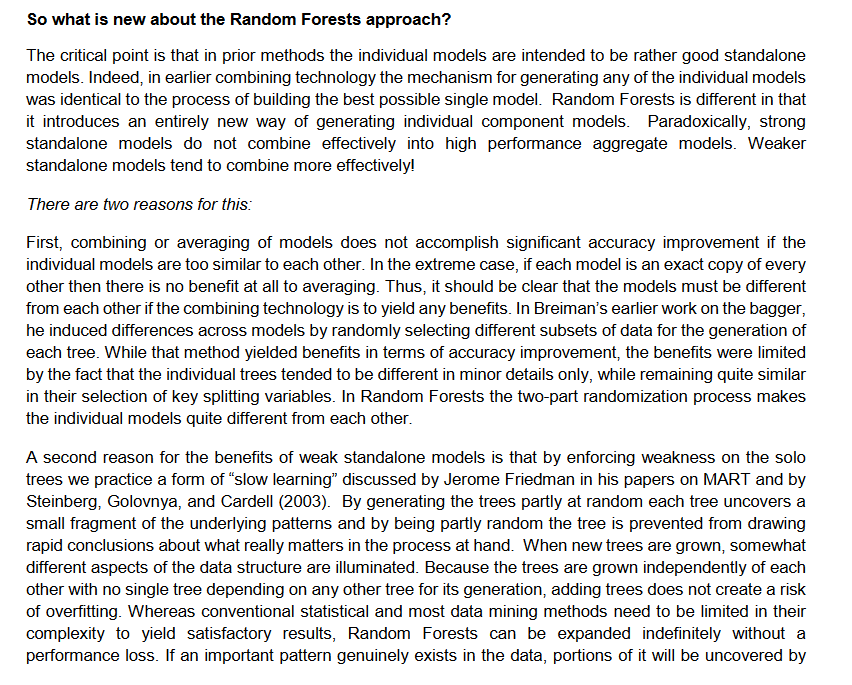 So what is new about the Random Forests approach?
The critical point is that in prior methods the individual models are intended to be rather good standalone
models. Indeed, in earlier combining technology the mechanism for generating any of the individual models
was identical to the process of building the best possible single model. Random Forests is different in that
it introduces an entirely new way of generating individual component models. Paradoxically, strong
standalone models do not combine effectively into high performance aggregate models. Weaker
standalone models tend to combine more effectively!
There are two reasons for this:
First, combining or averaging of models does not accomplish significant accuracy improvement if the
individual models are too similar to each other. In the extreme case, if each model is an exact copy of every
other then there is no benefit at all to averaging. Thus, it should be clear that the models must be different
from each other if the combining technology is to yield any benefits. In Breiman's earlier work on the bagger,
he induced differences across models by randomly selecting different subsets of data for the generation of
each tree. While that method yielded benefits in terms of accuracy improvement, the benefits were limited
by the fact that the individual trees tended to be different in minor details only, while remaining quite similar
in their selection of key splitting variables. In Random Forests the two-part randomization process makes
the individual models quite different from each other.
A second reason for the benefits of weak standalone models is that by enforcing weakness on the solo
trees we practice a form of “slow learning” discussed by Jerome Friedman in his papers on MART and by
Steinberg, Golovnya, and Cardell (2003). By generating the trees partly at random each tree uncovers a
small fragment of the underlying patterns and by being partly random the tree is prevented from drawing
rapid conclusions about what really matters in the process at hand. When new trees are grown, somewhat
different aspects of the data structure are illuminated. Because the trees are grown independently of each
other with no single tree depending on any other tree for its generation, adding trees does not create a risk
of overfitting. Whereas conventional statistical and most data mining methods need to be limited in their
complexity to yield satisfactory results, Random Forests can be expanded indefinitely without a
performance loss. If an important pattern genuinely exists in the data, portions of it will be uncovered by